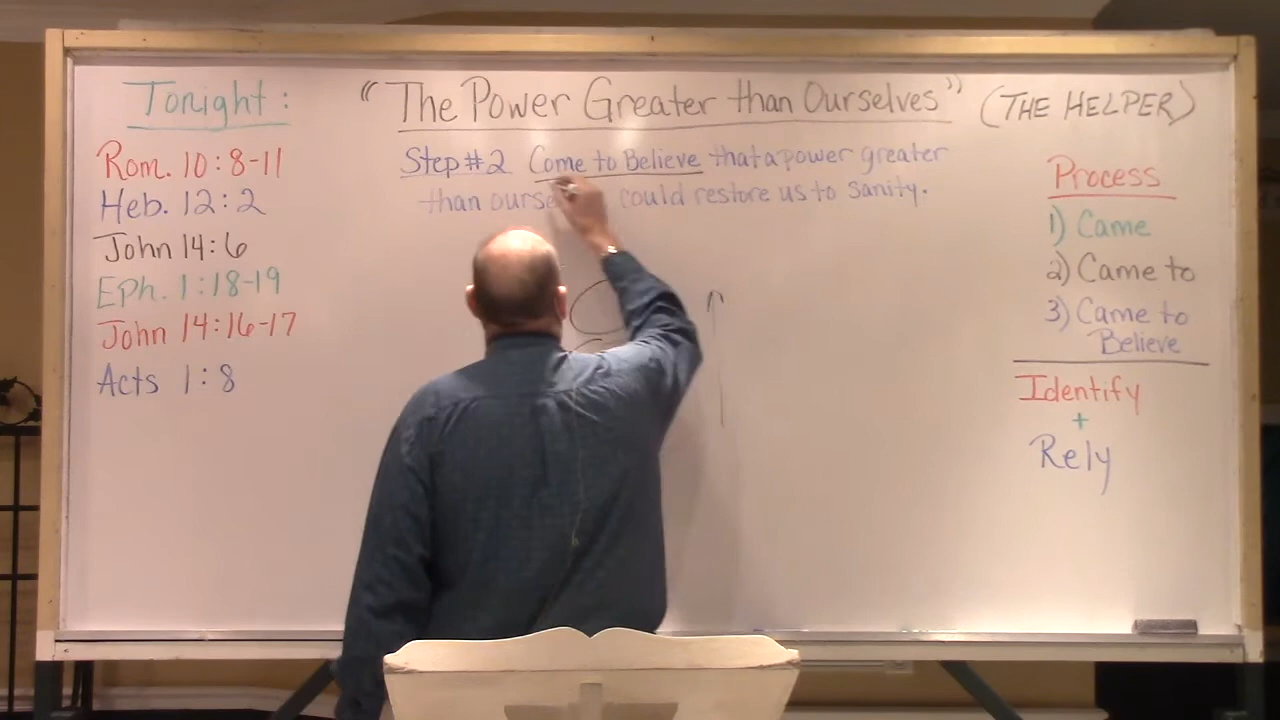 Tonight:
Rom. 10:8-11
Heb. 12:2
John 14:6
Eph. 1:18-19
John 14:16-17
Acts 1:8
"The Power Greater than Ourselves" (THE HELPER)
Step #2 Come to Believe that a power greater
than ourse could restore us to sanity.
Process
1) Came
2) Came to
3) Came to
Believe
Identify
+
Rely